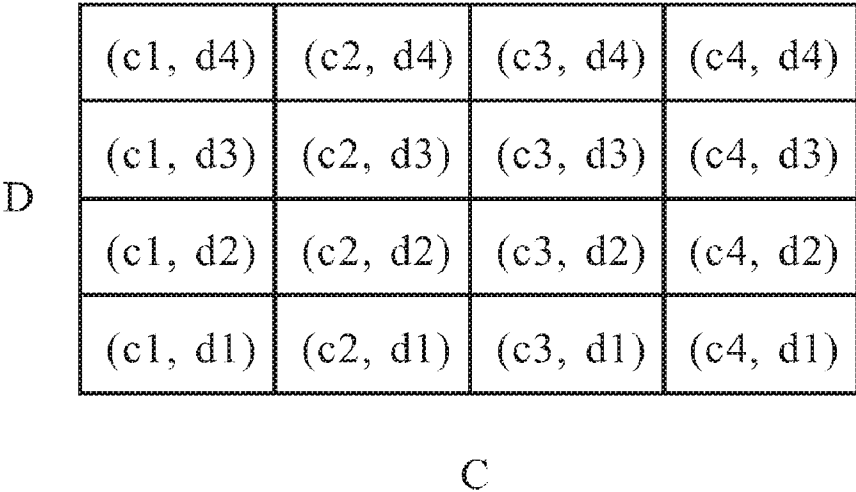 (c1, d4) (c2, d4) (c3, d4) (c4, d4)
(c1, d3) (c2, d3) (c3, d3) (c4, d3)
D
(c1, d2) (c2, d2) (c3, d2) (c4, d2)
(c1, d1) (c2, d1) (c3, d1) (c4, d1)
C